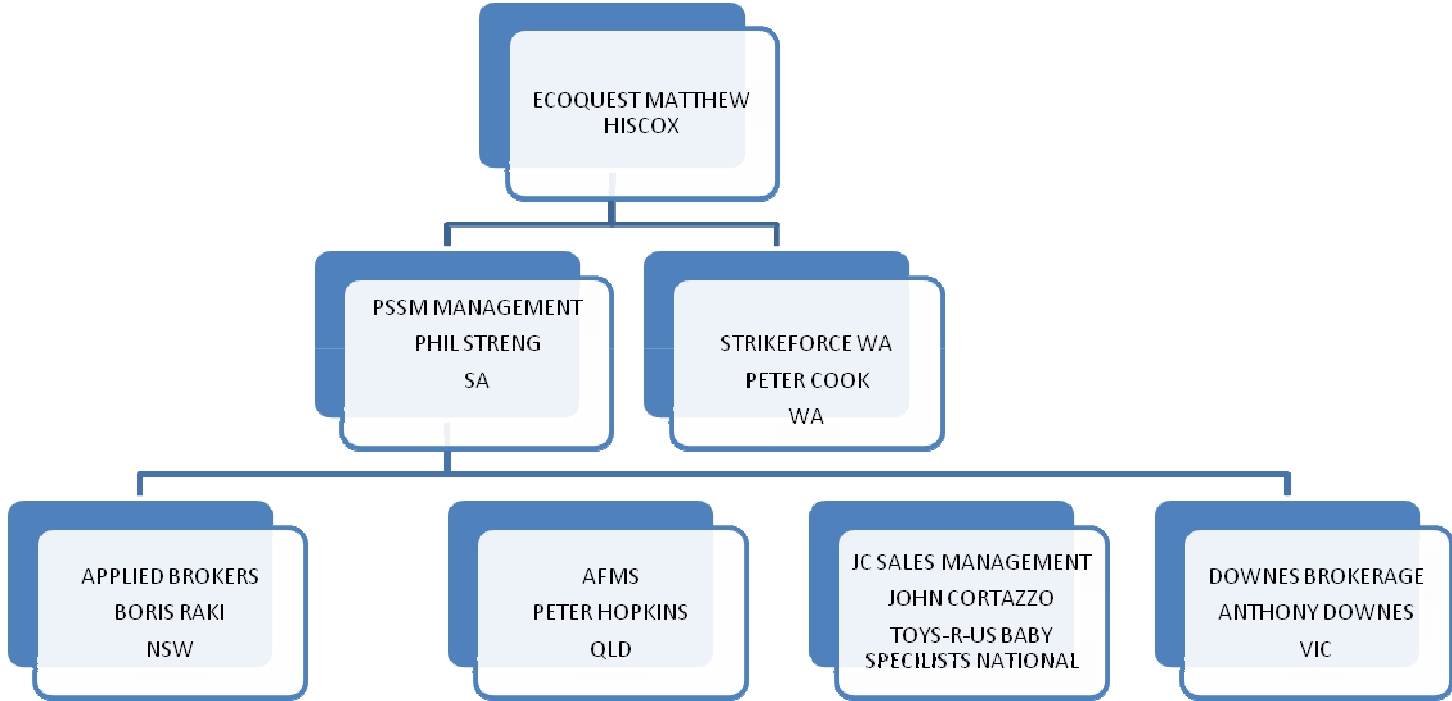 ECOQUEST MATTHEW
HISCOX
PSSM MANAGEMENT
PHIL STRENG
SA
STRIKEFORCE WA
PETER COOK
WA
APPLIED BROKERS
BORIS RAKI
NSW
AFMS
PETER HOPKINS
QLD
JC SALES MANAGEMENT
JOHN CORTAZZO
TOYS-R-US BABY
SPECILISTS NATIONAL
DOWNES BROKERAGE
ANTHONY DOWNES
VIC